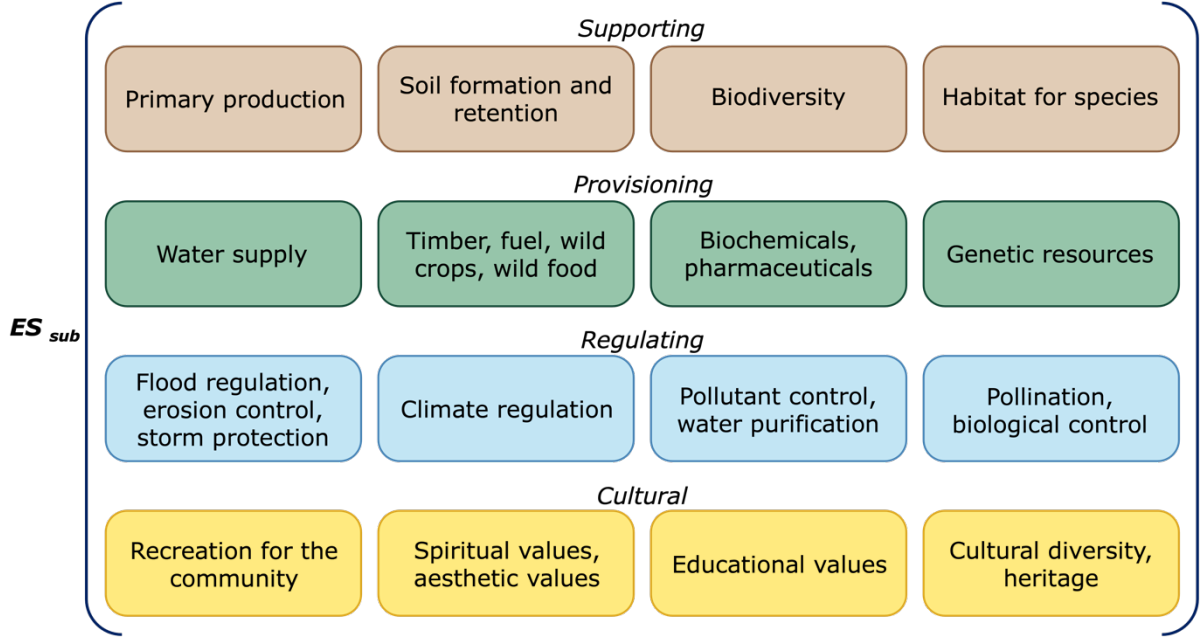 Supporting
Primary production
Soil formation and
retention
Biodiversity
Habitat for species
Provisioning
Water supply
Timber, fuel, wild
crops, wild food
Biochemicals,
pharmaceuticals
Genetic resources
ES sub
Regulating
Flood regulation,
erosion control,
storm protection
Climate regulation
Pollutant control,
water purification
Pollination,
biological control
Cultural
Recreation for the
community
Spiritual values,
aesthetic values
Educational values
Cultural diversity,
heritage